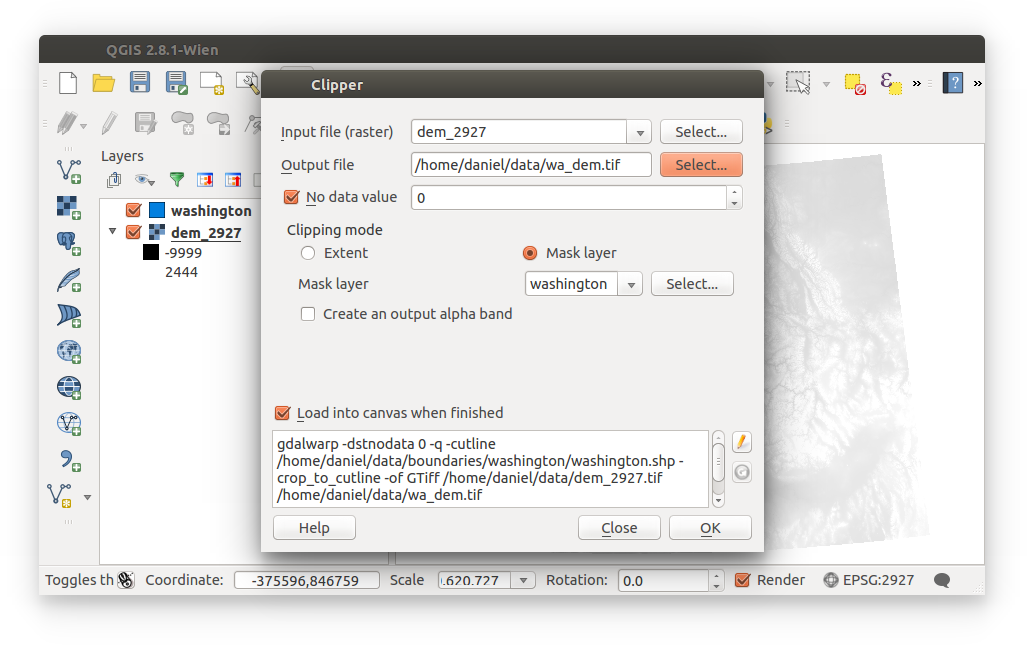 QGIS 2.8.1-Wien
Clipper
Input file (raster)
dem_2927
Select...
Output file
/home/daniel/data/wa_dem.tif
Select...
No data value
0
Clipping mode
Extent
Mask layer
Mask layer
washington
Select...
Create an output alpha band
Load into canvas when finished
gdalwarp -dstnodata 0 -q -cutline
/home/daniel/data/boundaries/washington/washington.shp -
crop_to_cutline -of GTiff /home/daniel/data/dem_2927.tif
/home/daniel/data/wa_dem.tif
Help
Close
OK
Layers
washington
dem_2927
-9999
2444
Toggles th
Coordinate:
-375596,846759
Scale
.620.727
Rotation:
0.0
Render
EPSG:2927